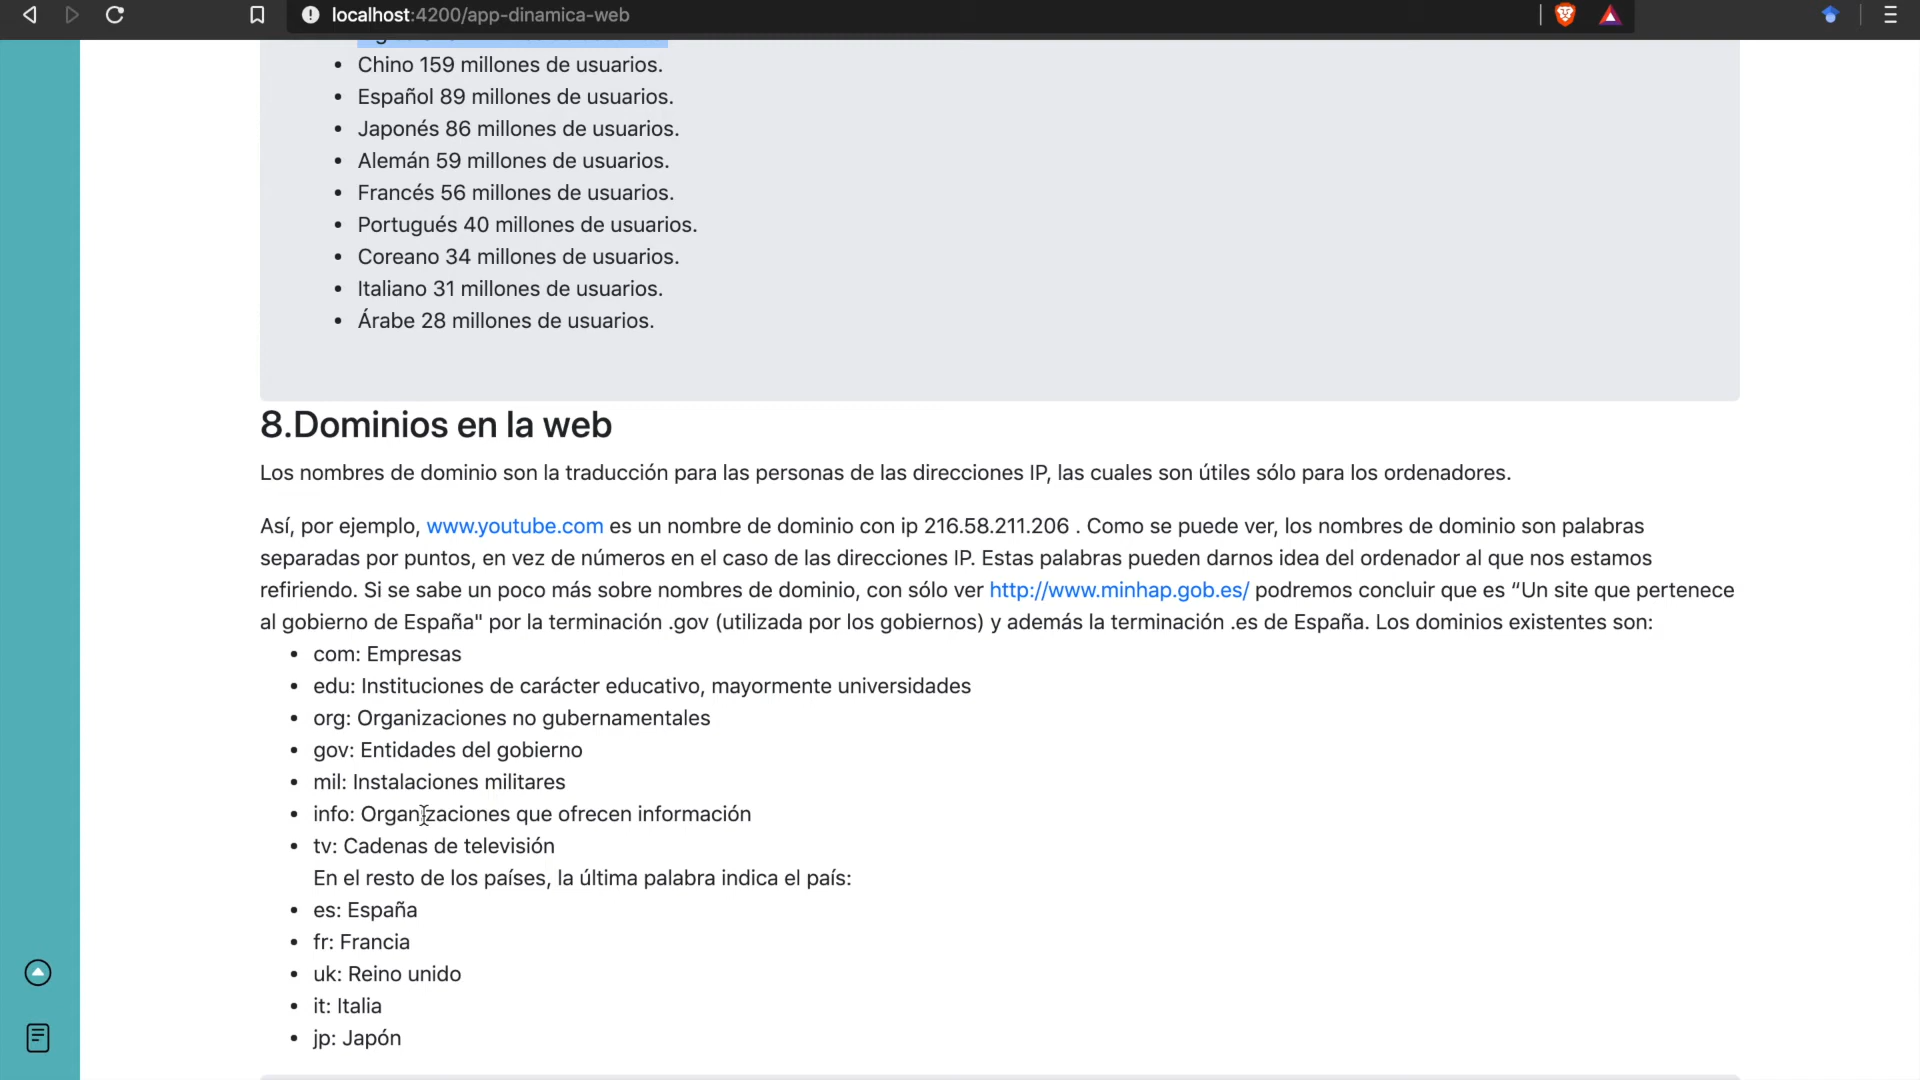 localhost:4200/app-dinamica-web
• Chino 159 millones de usuarios.
• Español 89 millones de usuarios.
• Japonés 86 millones de usuarios.
• Alemán 59 millones de usuarios.
• Francés 56 millones de usuarios.
• Portugués 40 millones de usuarios.
• Coreano 34 millones de usuarios.
• Italiano 31 millones de usuarios.
• Árabe 28 millones de usuarios.
8.Dominios en la web
Los nombres de dominio son la traducción para las personas de las direcciones IP, las cuales son útiles sólo para los ordenadores.
Así, por ejemplo, www.youtube.com es un nombre de dominio con ip 216.58.211.206 . Como se puede ver, los nombres de dominio son palabras
separadas por puntos, en vez de números en el caso de las direcciones IP. Estas palabras pueden darnos idea del ordenador al que nos estamos
refiriendo. Si se sabe un poco más sobre nombres de dominio, con sólo ver http://www.minhap.gob.es/ podremos concluir que es “Un site que pertenece
al gobierno de España" por la terminación .gov (utilizada por los gobiernos) y además la terminación .es de España. Los dominios existentes son:
• com: Empresas
• edu: Instituciones de carácter educativo, mayormente universidades
• org: Organizaciones no gubernamentales
• gov: Entidades del gobierno
• mil: Instalaciones militares
• info: Organizaciones que ofrecen información
• tv: Cadenas de televisión
En el resto de los países, la última palabra indica el país:
• es: España
• fr: Francia
• uk: Reino unido
• it: Italia
• jp: Japón